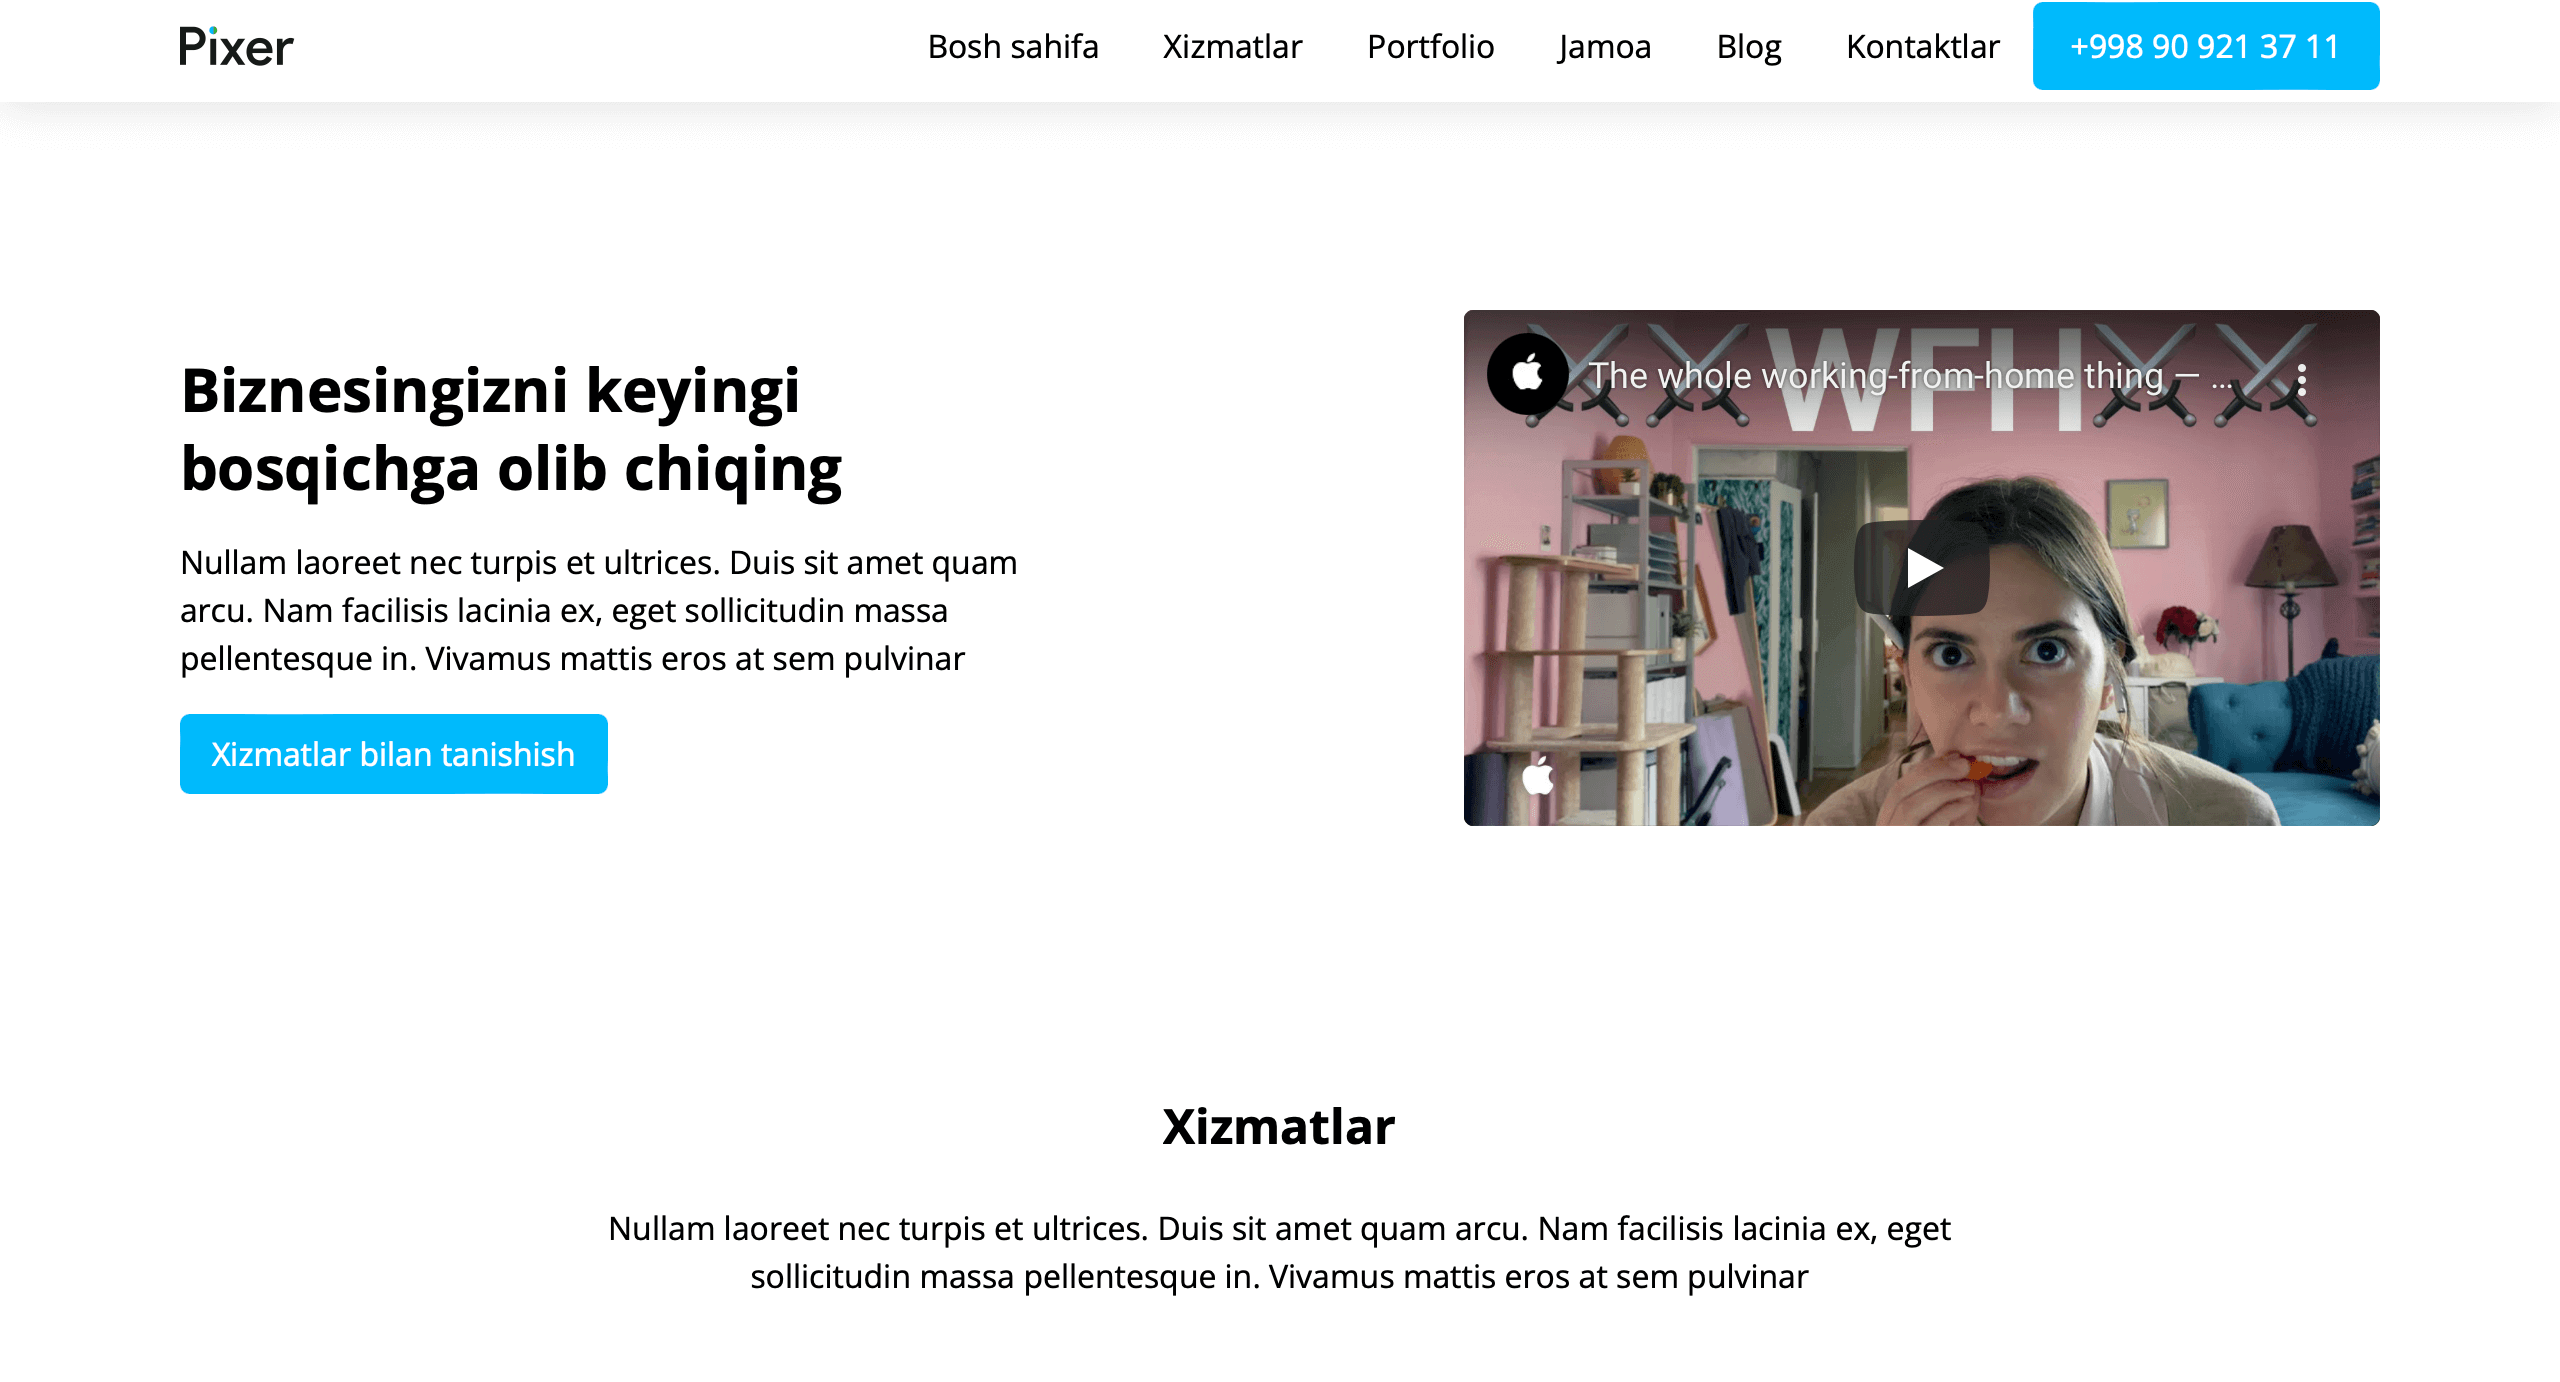 Pixer
Bosh sahifa
Xizmatlar
Portfolio
Jamoa
Blog
Kontaktlar
+998 90 921 37 11
Biznesingizni keyingi
bosqichga olib chiqing
Nullam laoreet nec turpis et ultrices. Duis sit amet quam
arcu. Nam facilisis lacinia ex, eget sollicitudin massa
pellentesque in. Vivamus mattis eros at sem pulvinar
Xizmatlar bilan tanishish
WFH
The whole working-from-home thing — ...
Xizmatlar
Nullam laoreet nec turpis et ultrices. Duis sit amet quam arcu. Nam facilisis lacinia ex, eget
sollicitudin massa pellentesque in. Vivamus mattis eros at sem pulvinar